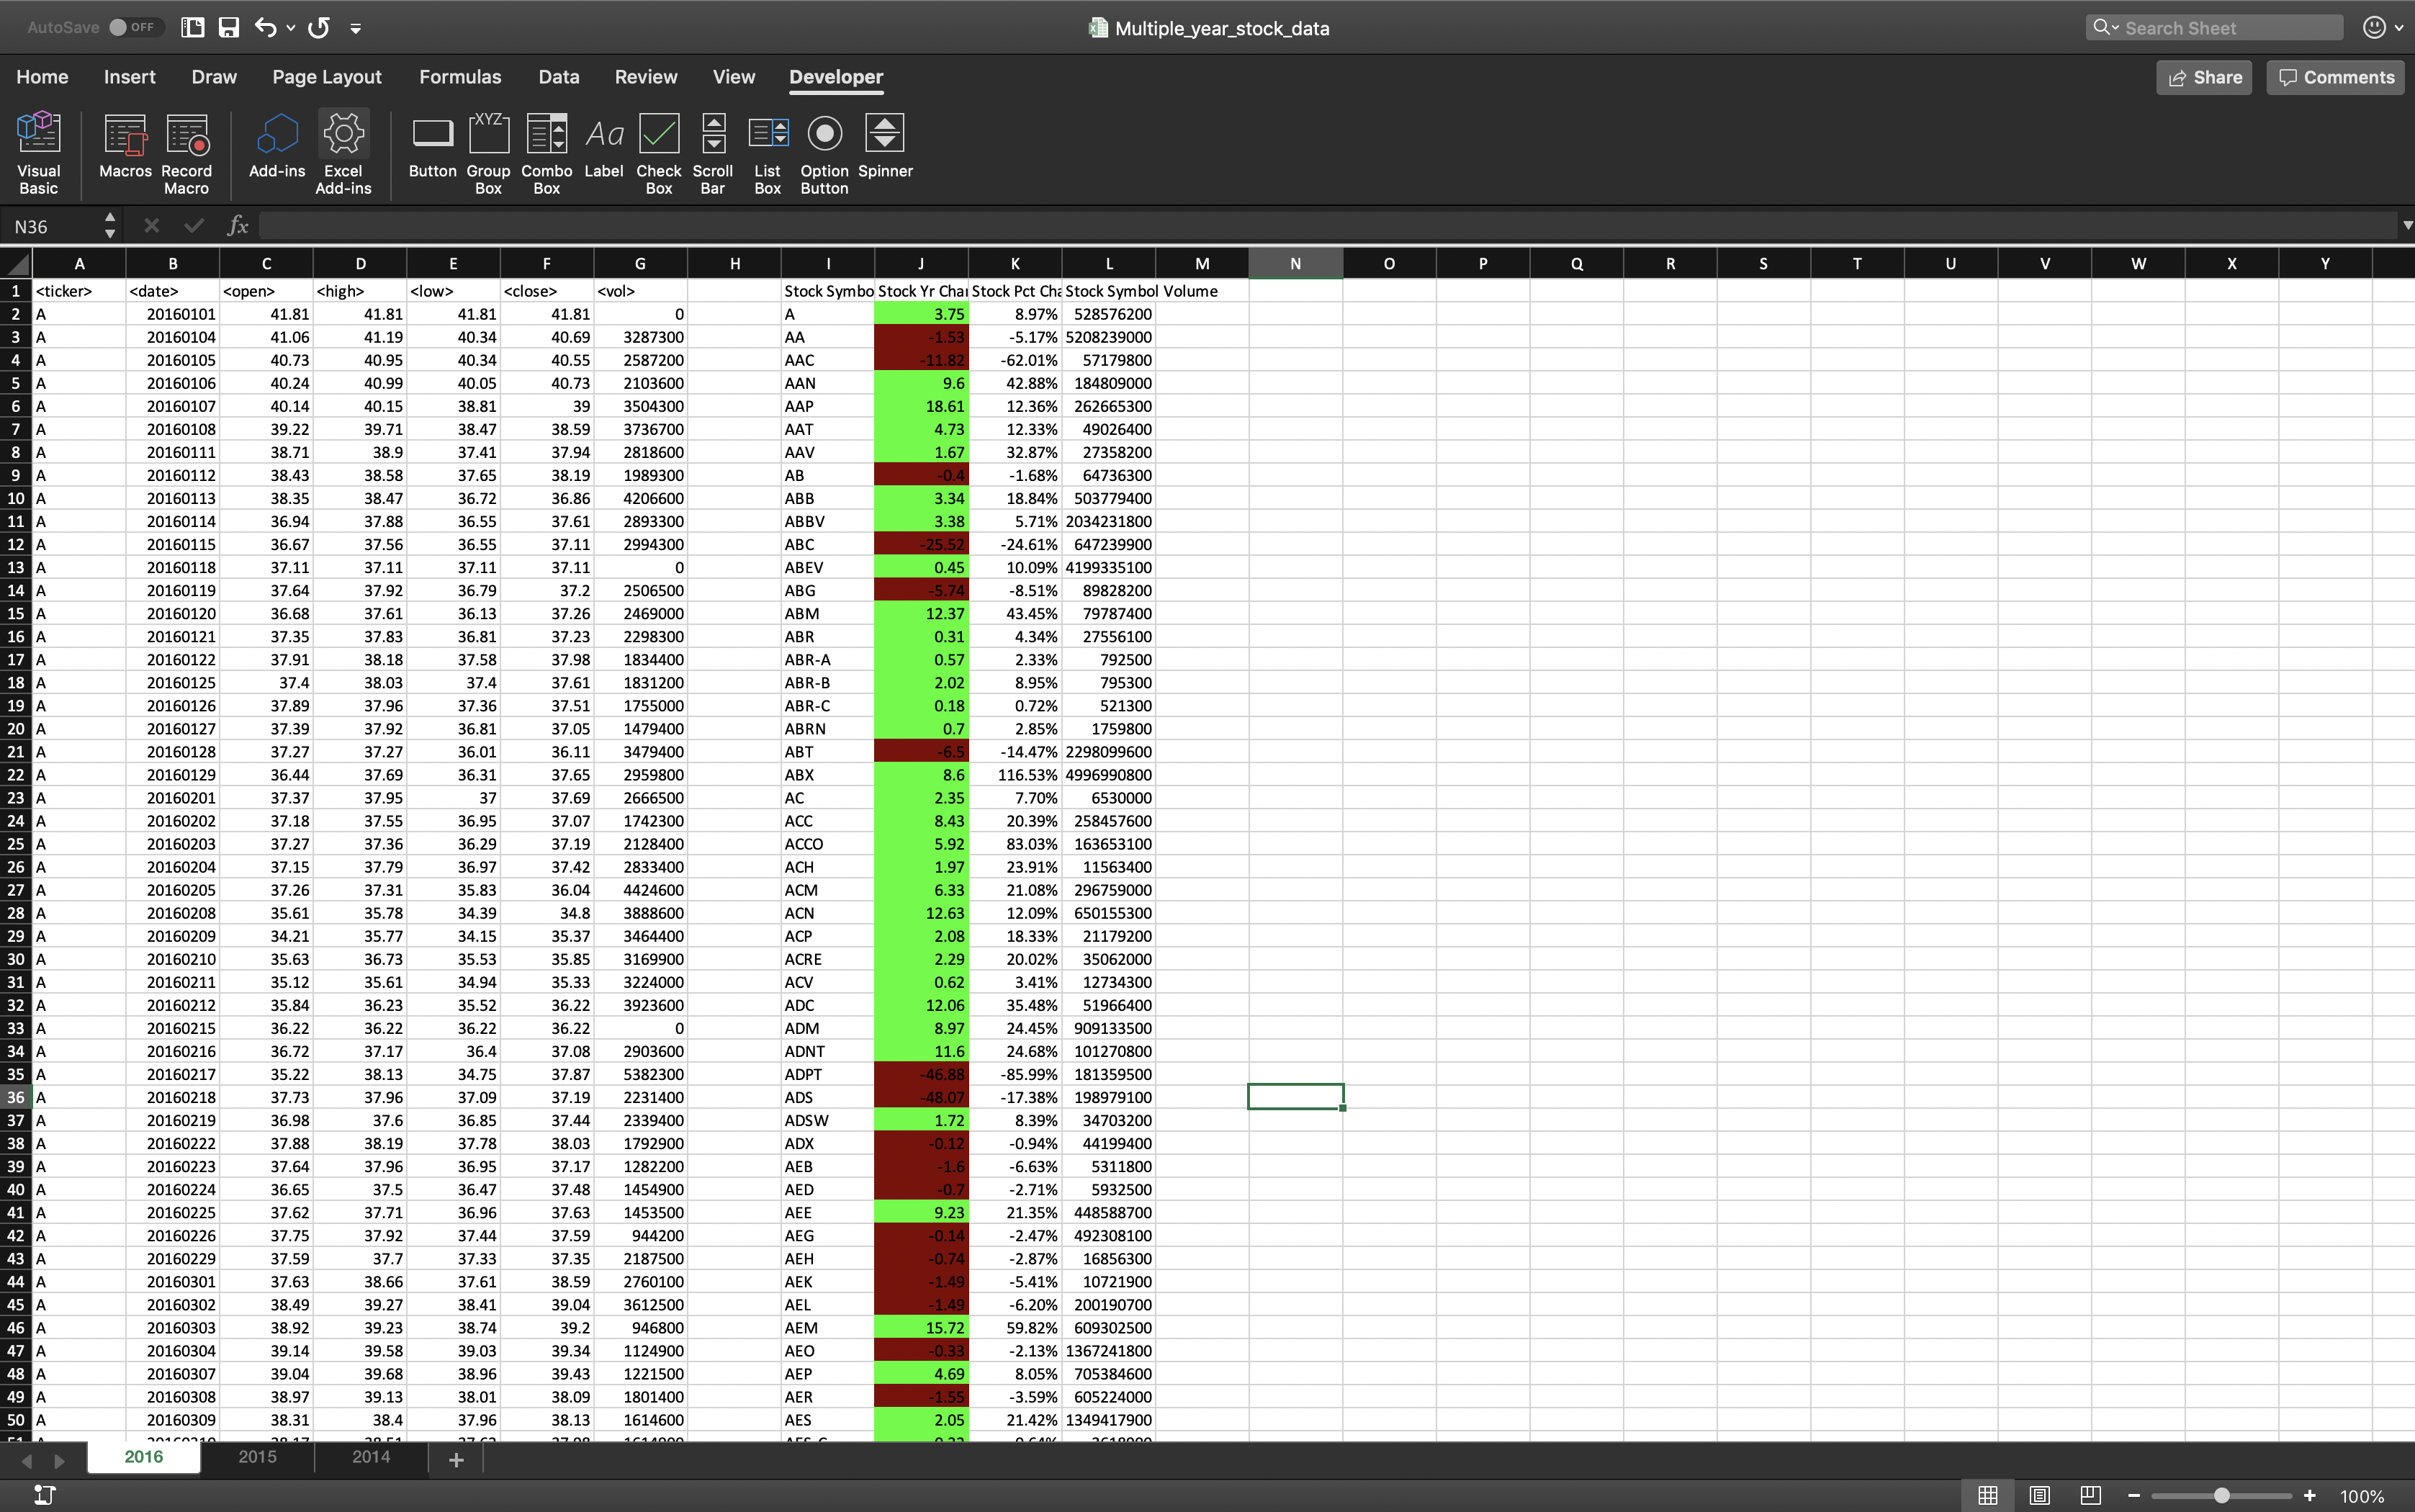 AutoSave OFF Multiple_year_stock_data Search Sheet
Home Insert Draw Page Layout Formulas Data Review View Developer Share Comments
XYZ Aa
Visual Basic Macros Record Macro Add-ins Excel Add-ins Button Group Box Combo Box Label Check Box Scroll Bar List Box Option Button Spinner
N36 fx
A B C D E F G H I J K L M N O P Q R S T U V W X Y
1 <ticker> <date> <open> <high> <low> <close> <vol> Stock Symbo Stock Yr Chan Stock Pct Cha Stock Symbol Volume
2 A 20160101 41.81 41.81 41.81 41.81 0 A 3.75 8.97% 528576200
3 A 20160104 41.06 41.19 40.34 40.69 3287300 AA -1.53 -5.17% 5208239000
4 A 20160105 40.73 40.95 40.34 40.55 2587200 AAC -11.82 -62.01% 57179800
5 A 20160106 40.24 40.99 40.05 40.73 2103600 AAN 9.6 42.88% 184809000
6 A 20160107 40.14 40.15 38.81 39 3504300 AAP 18.61 12.36% 262665300
7 A 20160108 39.22 39.71 38.47 38.59 3736700 AAT 4.73 12.33% 49026400
8 A 20160111 38.71 38.9 37.41 37.94 2818600 AAV 1.67 32.87% 27358200
9 A 20160112 38.43 38.58 37.65 38.19 1989300 AB -0.4 -1.68% 64736300
10 A 20160113 38.35 38.47 36.72 36.86 4206600 ABB 3.34 18.84% 503779400
11 A 20160114 36.94 37.88 36.55 37.61 2893300 ABBV 3.38 5.71% 2034231800
12 A 20160115 36.67 37.56 36.55 37.11 2994300 ABC -25.52 -24.61% 647239900
13 A 20160118 37.11 37.11 37.11 37.11 0 ABEV 0.45 10.09% 4199335100
14 A 20160119 37.64 37.92 36.79 37.2 2506500 ABG -5.74 -8.51% 89828200
15 A 20160120 36.68 37.61 36.13 37.26 2469000 ABM 12.37 43.45% 79787400
16 A 20160121 37.35 37.83 36.81 37.23 2298300 ABR 0.31 4.34% 27556100
17 A 20160122 37.91 38.18 37.58 37.98 1834400 ABR-A 0.57 2.33% 792500
18 A 20160125 37.4 38.03 37.4 37.61 1831200 ABR-B 2.02 8.95% 795300
19 A 20160126 37.89 37.96 37.36 37.51 1755000 ABR-C 0.18 0.72% 521300
20 A 20160127 37.39 37.92 36.81 37.05 1479400 ABRN 0.7 2.85% 1759800
21 A 20160128 37.27 37.27 36.01 36.11 3479400 ABT -6.5 -14.47% 2298099600
22 A 20160129 36.44 37.69 36.31 37.65 2959800 ABX 8.6 116.53% 4996990800
23 A 20160201 37.37 37.95 37 37.69 2666500 AC 2.35 7.70% 6530000
24 A 20160202 37.18 37.55 36.95 37.07 1742300 ACC 8.43 20.39% 258457600
25 A 20160203 37.27 37.36 36.29 37.19 2128400 ACCO 5.92 83.03% 163653100
26 A 20160204 37.15 37.79 36.97 37.42 2833400 ACH 1.97 23.91% 11563400
27 A 20160205 37.26 37.31 35.83 36.04 4424600 ACM 6.33 21.08% 296759000
28 A 20160208 35.61 35.78 34.39 34.8 3888600 ACN 12.63 12.09% 650155300
29 A 20160209 34.21 35.77 34.15 35.37 3464400 ACP 2.08 18.33% 21179200
30 A 20160210 35.63 36.73 35.53 35.85 3169900 ACRE 2.29 20.02% 35062000
31 A 20160211 35.12 35.61 34.94 35.33 3224000 ACV 0.62 3.41% 12734300
32 A 20160212 35.84 36.23 35.52 36.22 3923600 ADC 12.06 35.48% 51966400
33 A 20160215 36.22 36.22 36.22 36.22 0 ADM 8.97 24.45% 909133500
34 A 20160216 36.72 37.17 36.4 37.08 2903600 ADNT 11.6 24.68% 101270800
35 A 20160217 35.22 38.13 34.75 37.87 5382300 ADPT -46.88 -85.99% 181359500
36 A 20160218 37.73 37.96 37.09 37.19 2231400 ADS -48.07 -17.38% 198979100
37 A 20160219 36.98 37.6 36.85 37.44 2339400 ADSW 1.72 8.39% 34703200
38 A 20160222 37.88 38.19 37.78 38.03 1792900 ADX -0.12 -0.94% 44199400
39 A 20160223 37.64 37.96 36.95 37.17 1282200 AEB -1.6 -6.63% 5311800
40 A 20160224 36.65 37.5 36.47 37.48 1454900 AED -0.7 -2.71% 5932500
41 A 20160225 37.62 37.71 36.96 37.63 1453500 AEE 9.23 21.35% 448588700
42 A 20160226 37.75 37.92 37.44 37.59 944200 AEG -0.14 -2.47% 492308100
43 A 20160229 37.59 37.7 37.33 37.35 2187500 AEH -0.74 -2.87% 16856300
44 A 20160301 37.63 38.66 37.61 38.59 2760100 AEK -1.49 -5.41% 10721900
45 A 20160302 38.49 39.27 38.41 39.04 3612500 AEL -1.49 -6.20% 200190700
46 A 20160303 38.92 39.23 38.74 39.2 946800 AEM 15.72 59.82% 609302500
47 A 20160304 39.14 39.58 39.03 39.34 1124900 AEO -0.33 -2.13% 1367241800
48 A 20160307 39.04 39.68 38.96 39.43 1221500 AEP 4.69 8.05% 705384600
49 A 20160308 38.97 39.13 38.01 38.09 1801400 AER -1.55 -3.59% 605224000
50 A 20160309 38.31 38.4 37.96 38.13 1614600 AES 2.05 21.42% 1349417900
2016 2015 2014 +
100%